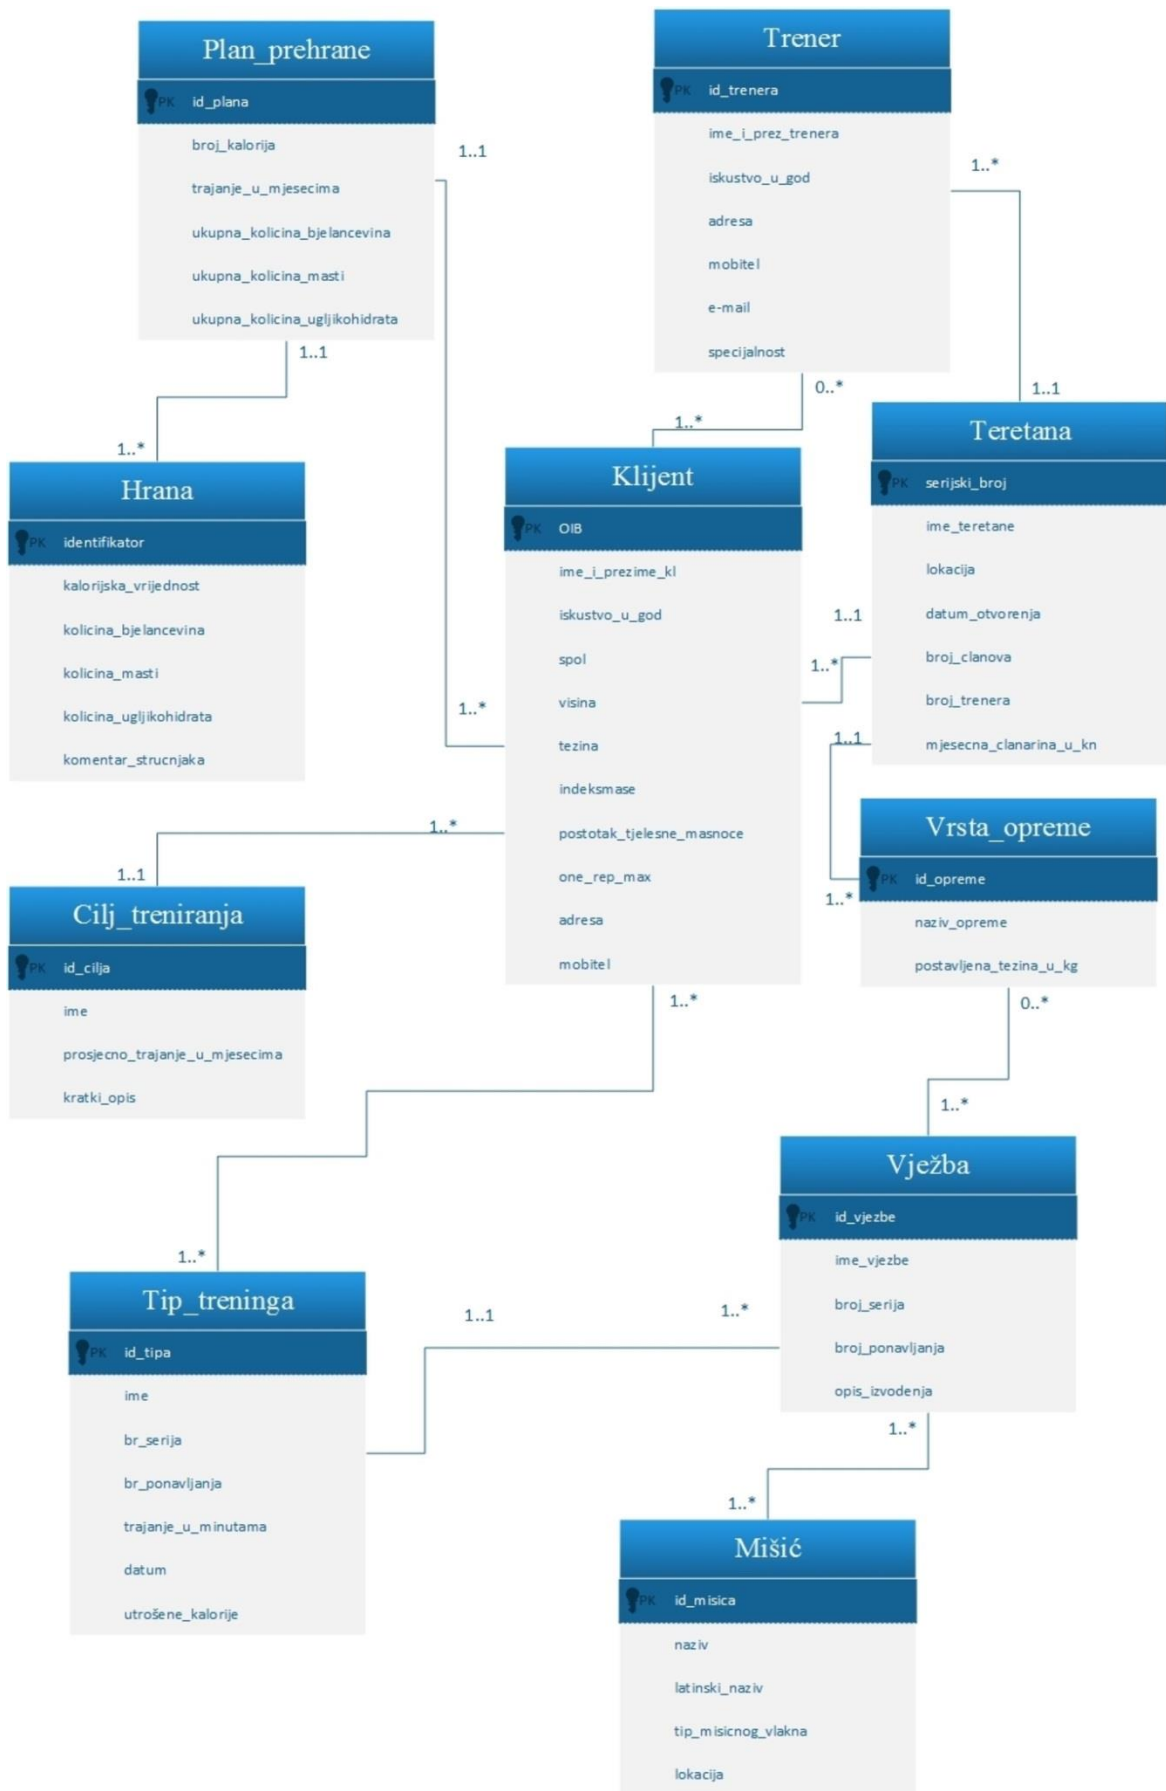 Plan_prehrane
PK id_plana
broj_kalorija
trajanje_u_mjesecima
ukupna_kolicina_bjelancevina
ukupna_kolicina_masti
ukupna_kolicina_ugljikohidrata
1..1
1..1
Trener
PK id_trenera
ime_i_prez_trenera
iskustvo_u_god
adresa
mobitel
e-mail
specijalnost
1..*
0..*
1..1
1..*
1..*
Hrana
PK identifikator
kalorijska_vrijednost
kolicina_bjelancevina
kolicina_masti
kolicina_ugljikohidrata
komentar_strucnjaka
Klijent
PK OIB
ime_i_prezime_kl
iskustvo_u_god
spol
visina
tezina
indeksmase
postotak_tjelesne_masnoce
one_rep_max
adresa
mobitel
1..*
1..*
1..*
1..*
Teretana
PK serijski_broj
ime_teretane
lokacija
datum_otvorenja
broj_clanova
broj_trenera
mjesecna_clanarina_u_kn
1..1
1..1
Vrsta_opreme
PK id_opreme
naziv_opreme
postavljena_tezina_u_kg
1..*
0..*
1..1
Cilj_treniranja
PK id_cilja
ime
prosjecno_trajanje_u_mjesecima
kratki_opis
1..*
Vježba
PK id_vjezbe
ime_vjezbe
broj_serija
broj_ponavljanja
opis_izvodenja
1..*
1..*
1..*
Tip_treninga
PK id_tipa
ime
br_serija
br_ponavljanja
trajanje_u_minutama
datum
utrošene_kalorije
1..1
1..*
Mišić
PK id_misica
naziv
latinski_naziv
tip_misicnog_vlakna
lokacija